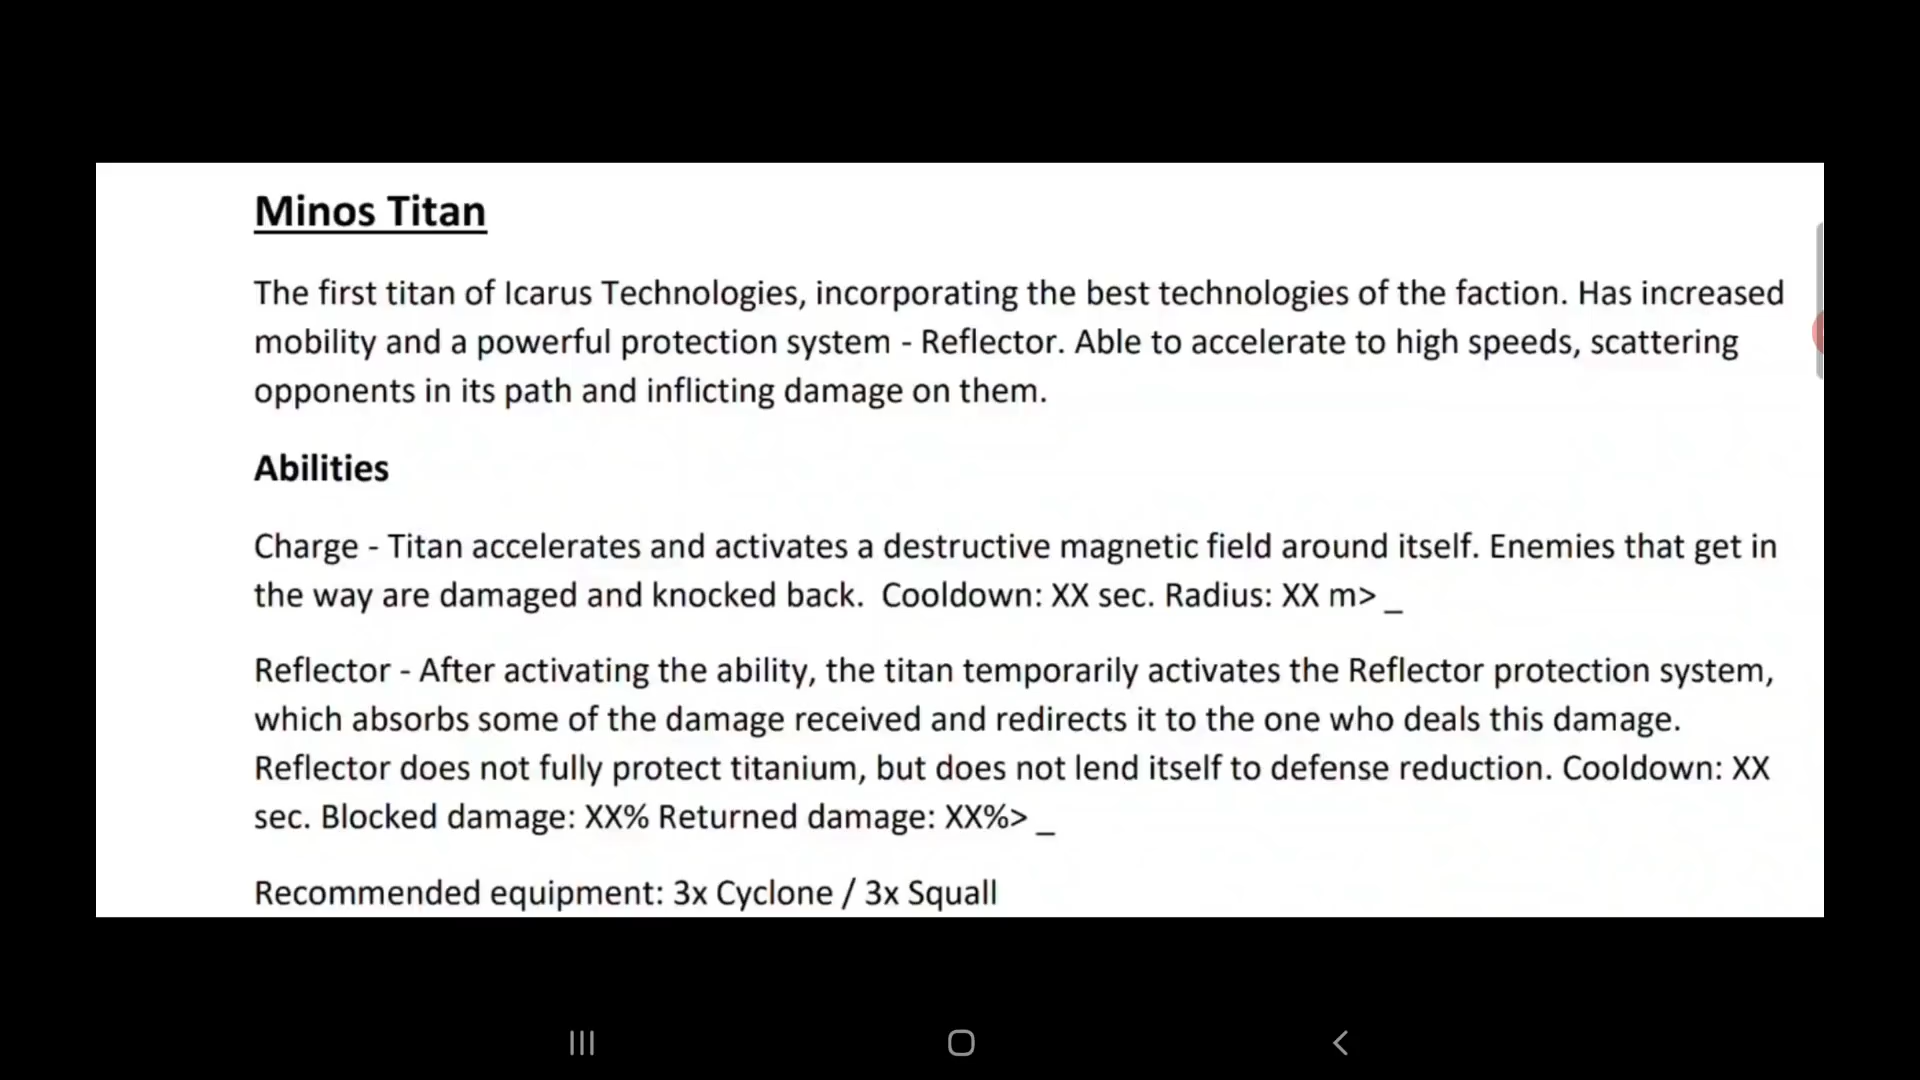 Minos Titan
The first titan of Icarus Technologies, incorporating the best technologies of the faction. Has increased
mobility and a powerful protection system - Reflector. Able to accelerate to high speeds, scattering
opponents in its path and inflicting damage on them.
Abilities
Charge - Titan accelerates and activates a destructive magnetic field around itself. Enemies that get in
the way are damaged and knocked back.  Cooldown: XX sec. Radius: XX m> _
Reflector - After activating the ability, the titan temporarily activates the Reflector protection system,
which absorbs some of the damage received and redirects it to the one who deals this damage.
Reflector does not fully protect titanium, but does not lend itself to defense reduction. Cooldown: XX
sec. Blocked damage: XX% Returned damage: XX%> _
Recommended equipment: 3x Cyclone / 3x Squall